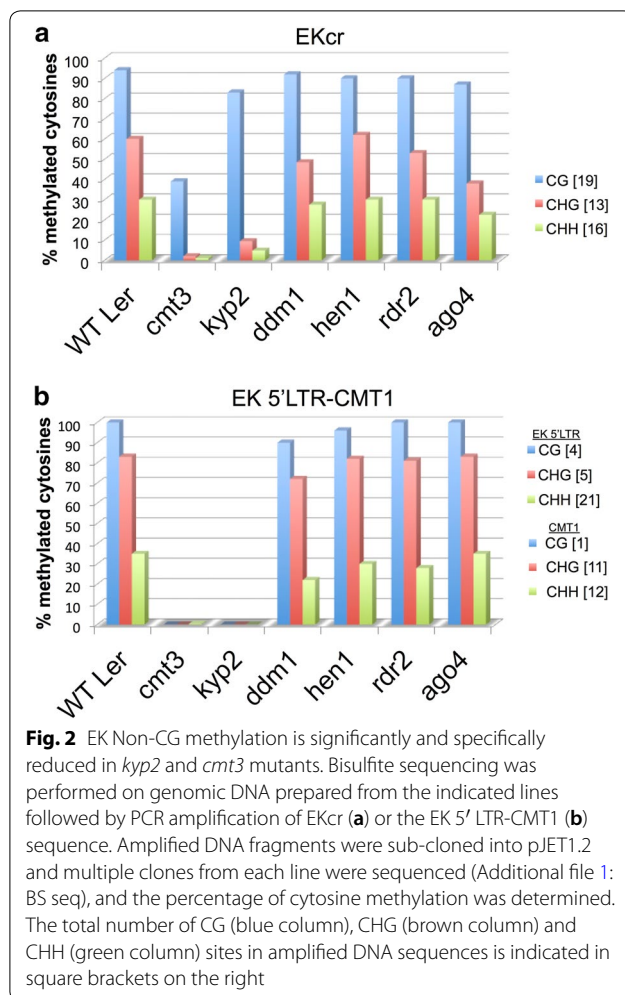 a
EKcr
% methylated cytosines
100
90
80
70
60
50
40
30
20
10
0
WT Ler
cmt3
kyp2
ddm1
hen1
rdr2
ago4
CG [19]
CHG [13]
CHH [16]
b
EK 5'LTR-CMT1
% methylated cytosines
100
90
80
70
60
50
40
30
20
10
0
WT Ler
cmt3
kyp2
ddm1
hen1
rdr2
ago4
EK 5'LTR
CG [4]
CHG [5]
CHH [21]
CMT1
CG [1]
CHG [11]
CHH [12]
Fig. 2 EK Non-CG methylation is significantly and specifically
reduced in kyp2 and cmt3 mutants. Bisulfite sequencing was
performed on genomic DNA prepared from the indicated lines
followed by PCR amplification of EKcr (a) or the EK 5′ LTR-CMT1 (b)
sequence. Amplified DNA fragments were sub-cloned into pJET1.2
and multiple clones from each line were sequenced (Additional file 1:
BS seq), and the percentage of cytosine methylation was determined.
The total number of CG (blue column), CHG (brown column) and
CHH (green column) sites in amplified DNA sequences is indicated in
square brackets on the right